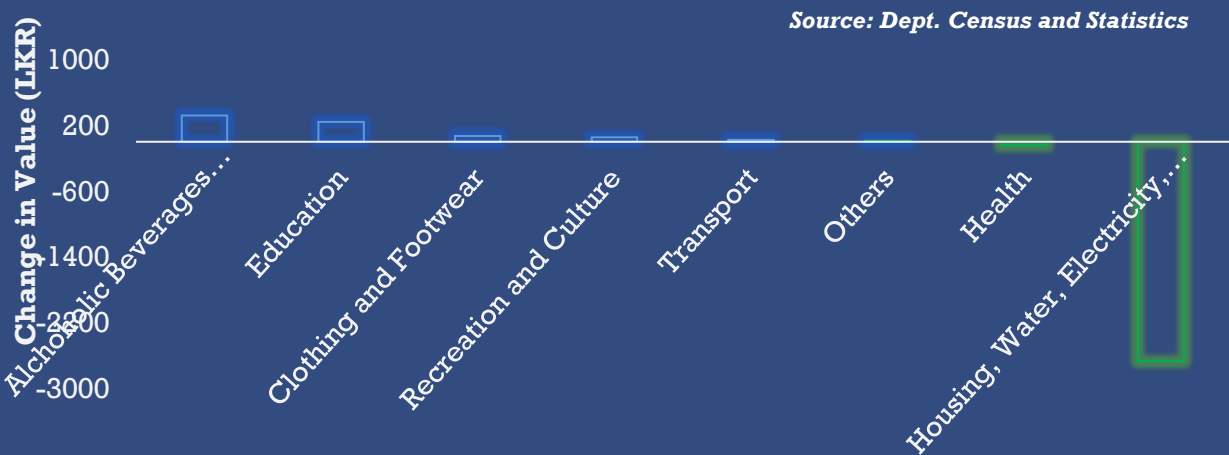 Source: Dept. Census and Statistics
Change in Value (LKR)
1000
200
-600
-1400
-2200
-3000
Alchoholic Beverages…
Education
Clothing and Footwear
Recreation and Culture
Transport
Others
Health
Housing, Water, Electricity,…